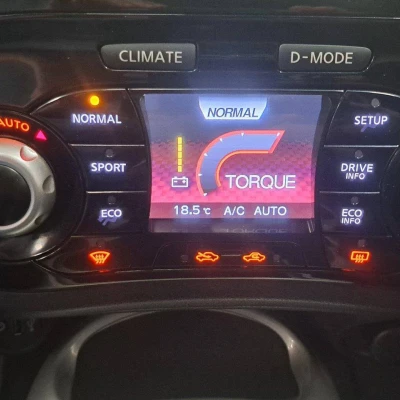 CLIMATE
D-MODE
AUTO
NORMAL
NORMAL
SETUP
SPORT
DRIVE
INFO
TORQUE
ECO
18.5°C A/C AUTO
ECO
INFO